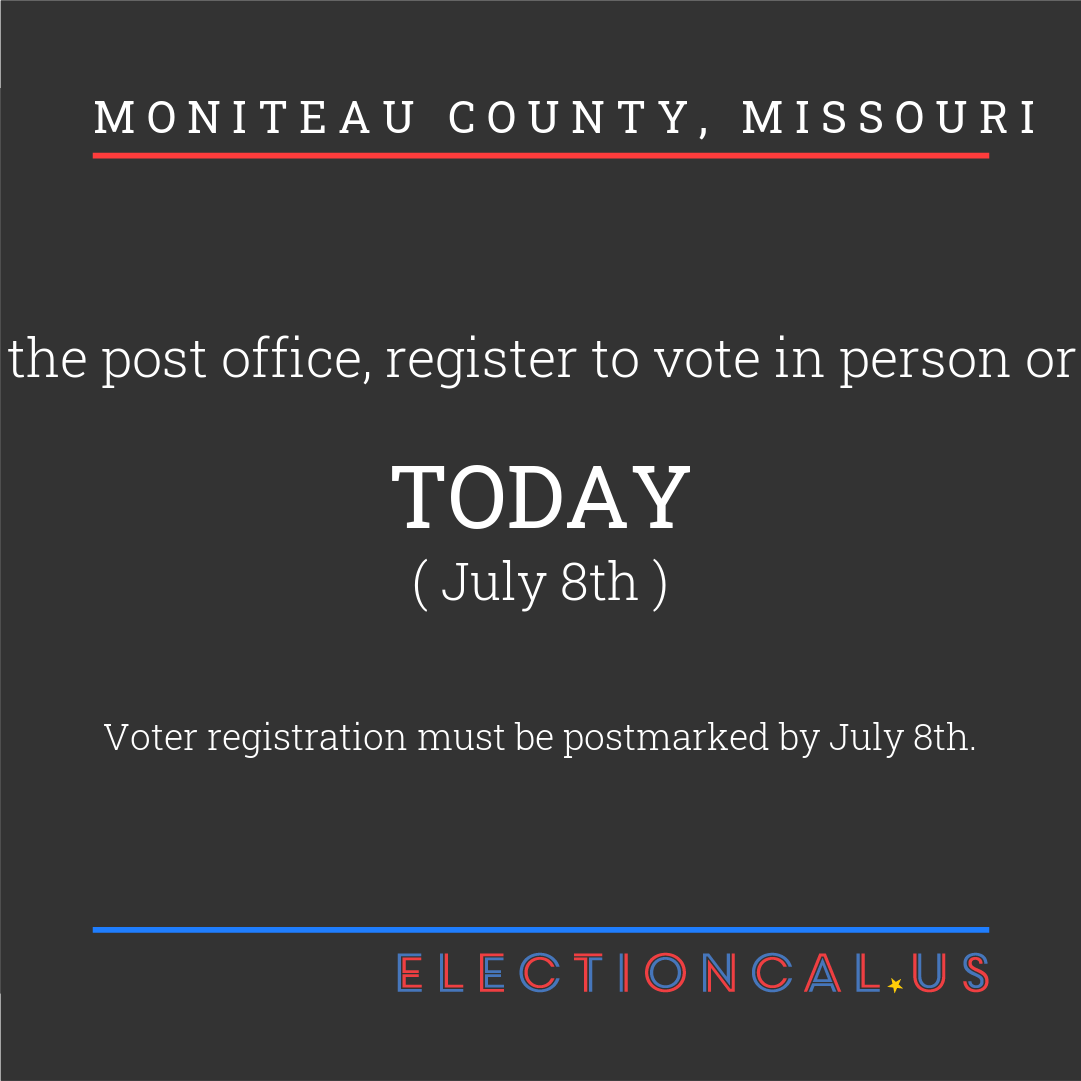 MONITEAU COUNTY, MISSOURI
the post office, register to vote in person or
TODAY
( July 8th )
Voter registration must be postmarked by July 8th.
ELECTIONCAL.US